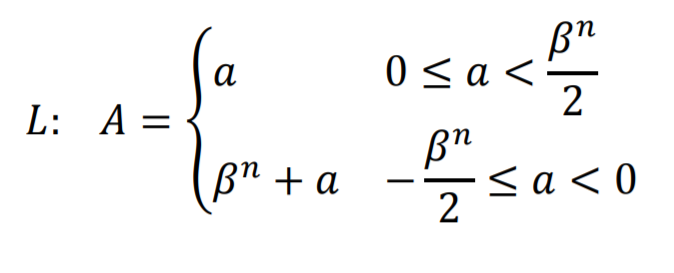 L: A = { a 0 ≤ a < βⁿ/2
βⁿ + a −βⁿ/2 ≤ a < 0